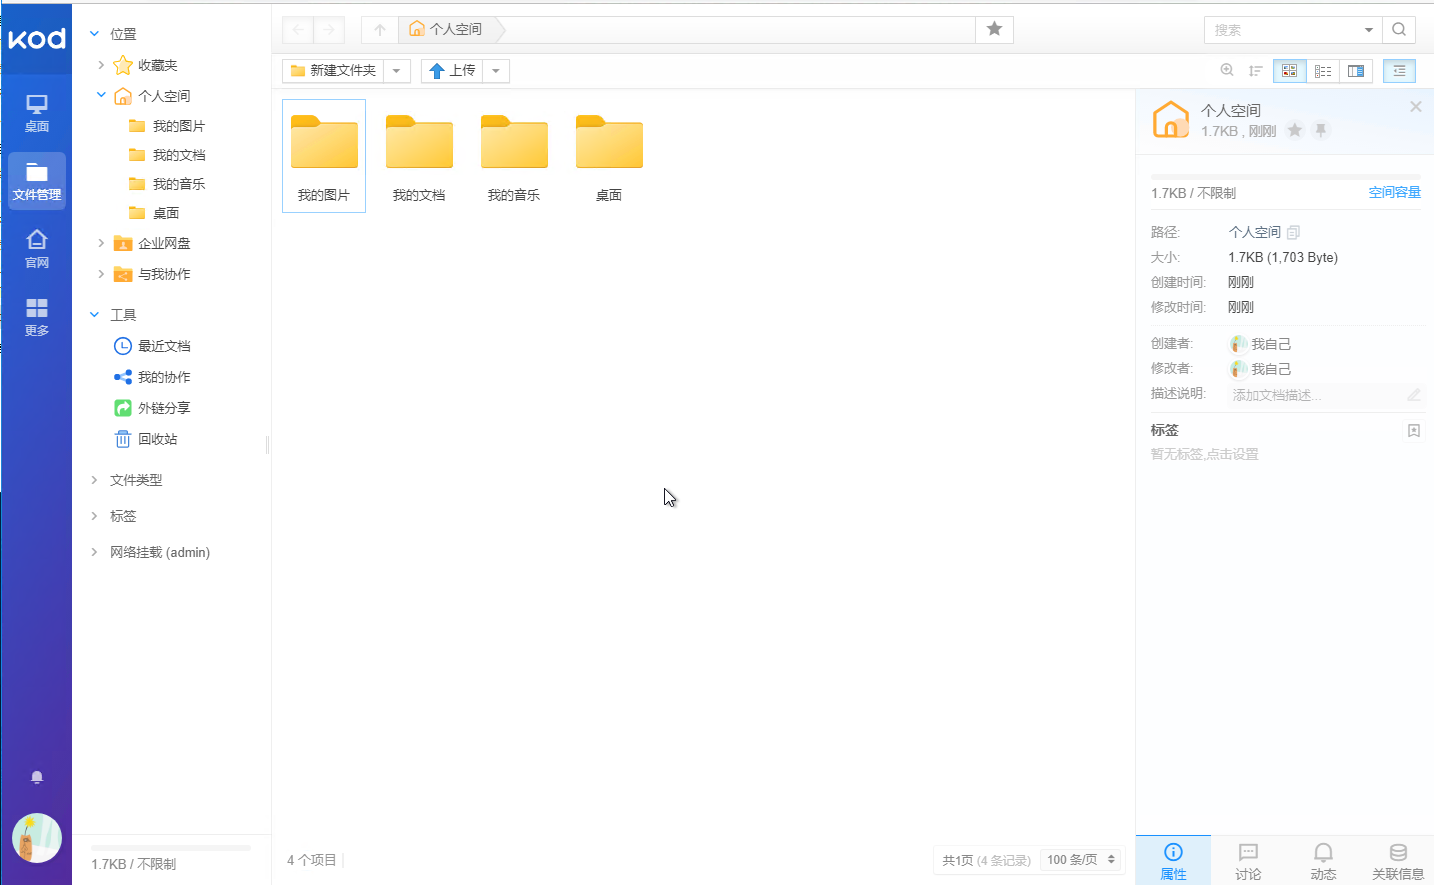 kod
桌面
文件管理
官网
更多
位置
收藏夹
个人空间
我的图片
我的文档
我的音乐
桌面
企业网盘
与我协作
工具
最近文档
我的协作
外链分享
回收站
文件类型
标签
网络挂载 (admin)
1.7KB / 不限制
个人空间
搜索
新建文件夹
上传
我的图片
我的文档
我的音乐
桌面
4 个项目
共1页 (4 条记录)
100 条/页
个人空间
1.7KB , 刚刚
1.7KB / 不限制
空间容量
路径: 个人空间
大小: 1.7KB (1,703 Byte)
创建时间: 刚刚
修改时间: 刚刚
创建者: 我自己
修改者: 我自己
描述说明: 添加文档描述...
标签
暂无标签,点击设置
属性
讨论
动态
关联信息